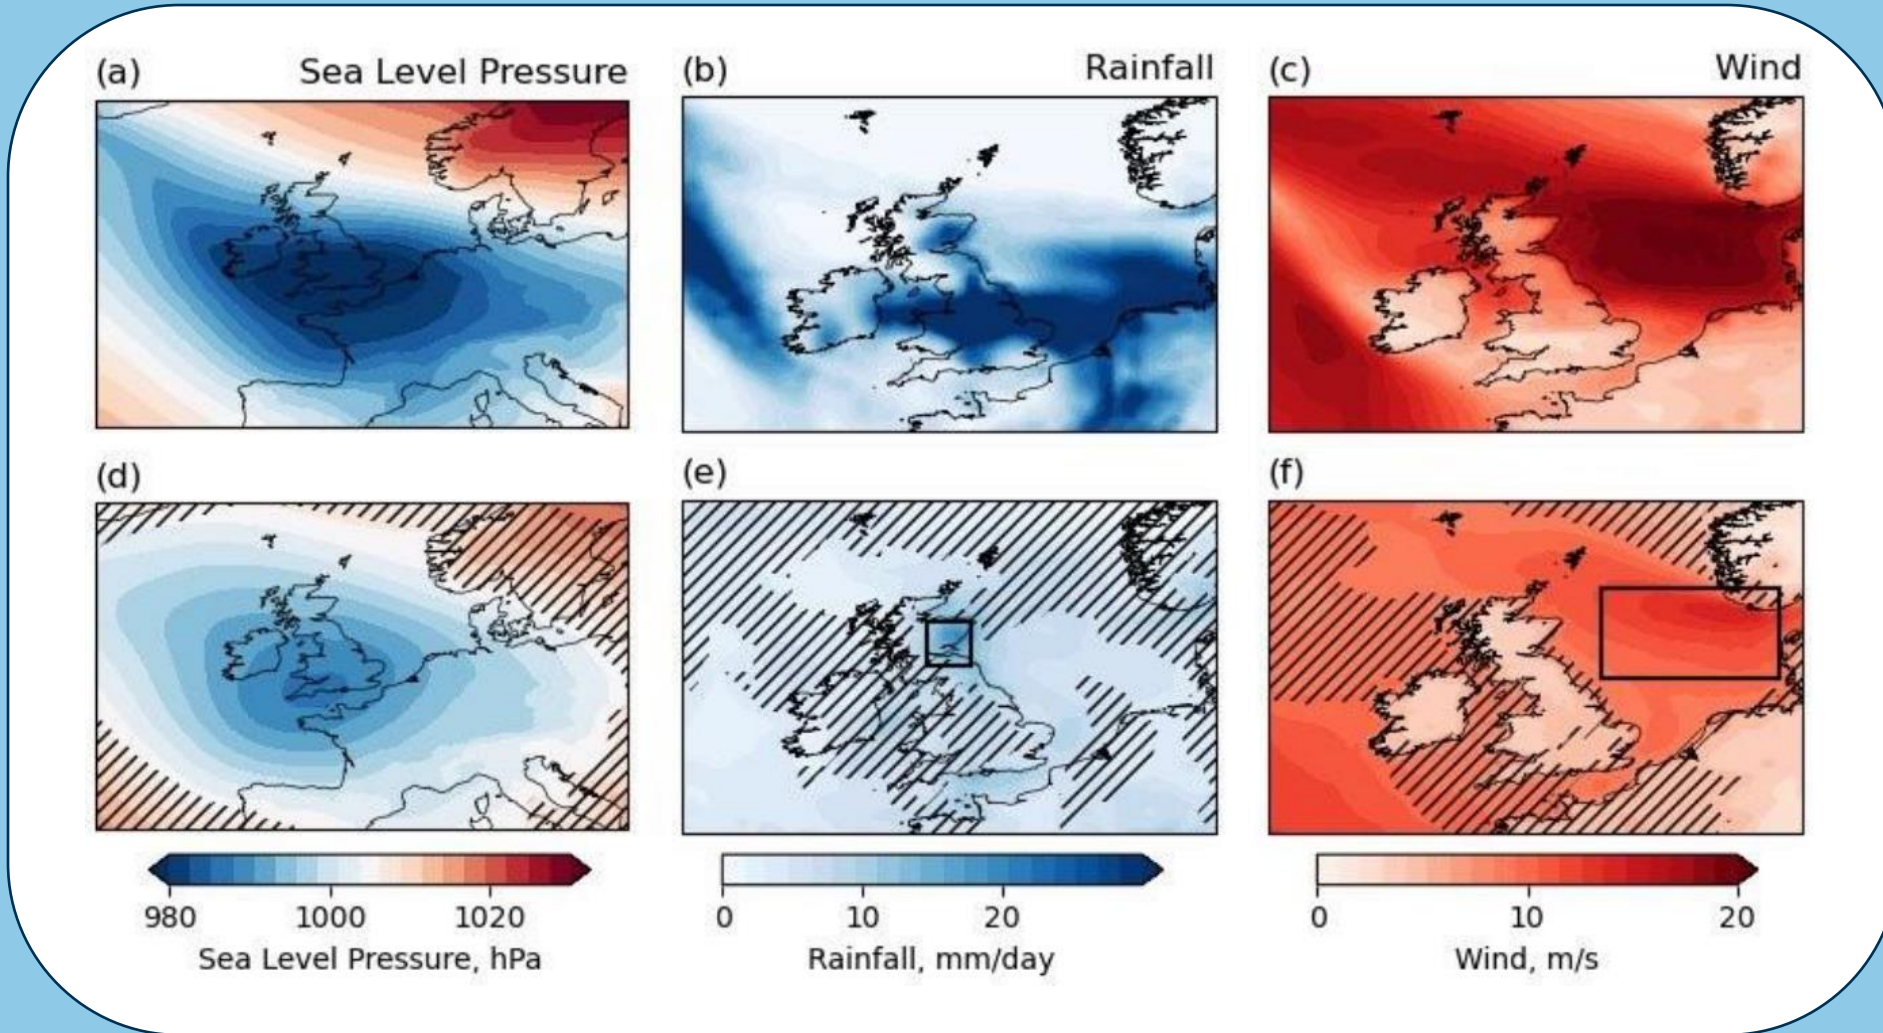 (a) Sea Level Pressure
(b) Rainfall
(c) Wind
(d)
(e)
(f)
980 1000 1020
Sea Level Pressure, hPa
0 10 20
Rainfall, mm/day
0 10 20
Wind, m/s